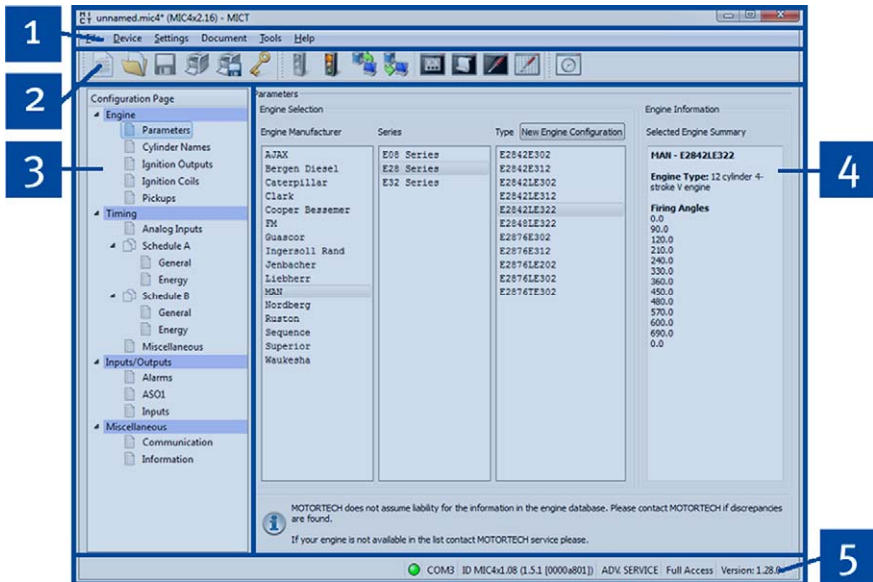 unnamed.mic4* (MIC4x2.16) - MICT
1
File Device Settings Document Tools Help
2
Configuration Page
Engine
Parameters
Cylinder Names
Ignition Outputs
Ignition Coils
Pickups
Timing
Analog Inputs
Schedule A
General
Energy
Schedule B
General
Energy
Miscellaneous
Inputs/Outputs
Alarms
ASO1
Inputs
Miscellaneous
Communication
Information
3
Parameters
Engine Selection
Engine Manufacturer
AJAX
Bergen Diesel
Caterpillar
Clark
Cooper Bessemer
FM
Guascor
Ingersoll Rand
Jenbacher
Liebherr
MAN
Nordberg
Ruston
Sequence
Superior
Waukesha
Series
E08 Series
E28 Series
E32 Series
Type New Engine Configuration
E2842E302
E2842E312
E2842LE302
E2842LE312
E2842LE322
E2848LE322
E2876E302
E2876E312
E2876LE202
E2876LE302
E2876TE302
Engine Information
Selected Engine Summary
MAN - E2842LE322
Engine Type: 12 cylinder 4-
stroke V engine
Firing Angles
0.0
90.0
120.0
210.0
240.0
330.0
360.0
450.0
480.0
570.0
600.0
690.0
0.0
4
MOTORTECH does not assume liability for the information in the engine database. Please contact MOTORTECH if discrepancies
are found.
If your engine is not available in the list contact MOTORTECH service please.
COM3 ID MIC4x1.08 (1.5.1 [0000a801]) ADV. SERVICE Full Access Version:
5